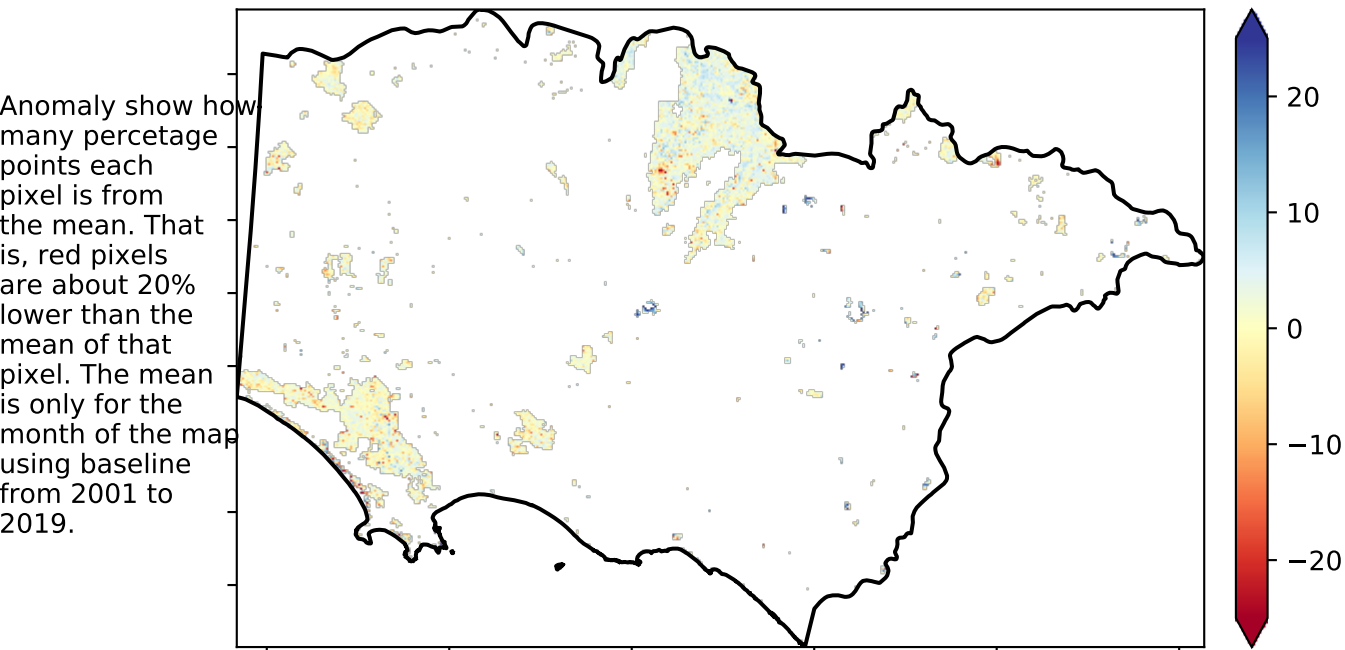 Anomaly show how
many percetage
points each
pixel is from
the mean. That
is, red pixels
are about 20%
lower than the
mean of that
pixel. The mean
is only for the
month of the map
using baseline
from 2001 to
2019.
20
10
0
−10
−20